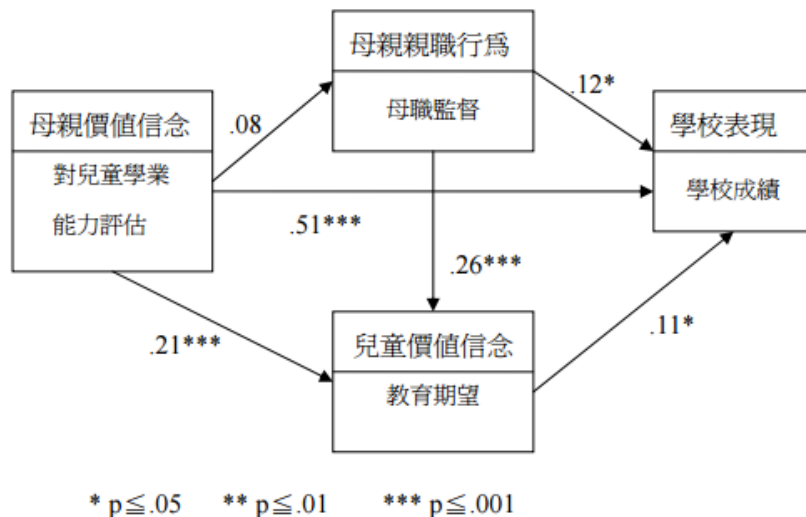 母親親職行為
母職監督
.12*
母親價值信念
對兒童學業
能力評估
.08
學校表現
學校成績
.51***
.26***
.21***
兒童價值信念
教育期望
.11*
* p≦.05 ** p≦.01 *** p≦.001